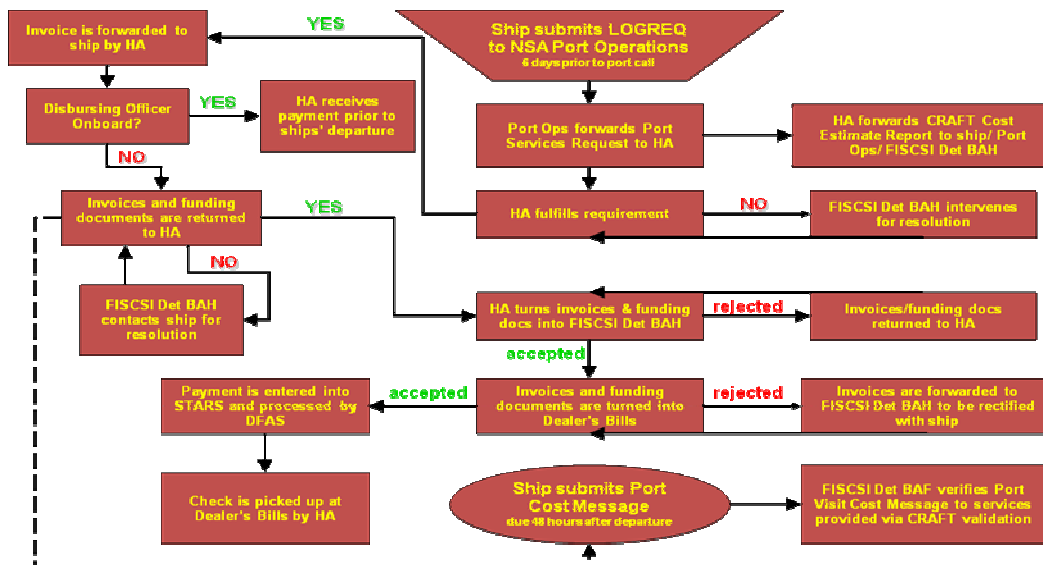 Invoice is forwarded to
ship by HA
YES
Ship submits LOGREQ
to NSA Port Operations
6 days prior to port call
Disbursing Officer
Onboard?
YES
HA receives
payment prior to
ships' departure
Port Ops forwards Port
Services Request to HA
HA forwards CRAFT Cost
Estimate Report to ship/ Port
Ops/ FISCSI Det BAH
NO
Invoices and funding
documents are returned
to HA
YES
HA fulfills requirement
NO
FISCSI Det BAH intervenes
for resolution
NO
FISCSI Det BAH
contacts ship for
resolution
HA turns invoices & funding
docs into FISCSI Det BAH
rejected
Invoices/funding docs
returned to HA
accepted
Payment is entered into
STARS and processed by
DFAS
accepted
Invoices and funding
documents are turned into
Dealer's Bills
rejected
Invoices are forwarded to
FISCSI Det BAH to be rectified
with ship
Check is picked up at
Dealer's Bills by HA
Ship submits Port
Cost Message
due 48 hours after departure
FISCSI Det BAF verifies Port
Visit Cost Message to services
provided via CRAFT validation